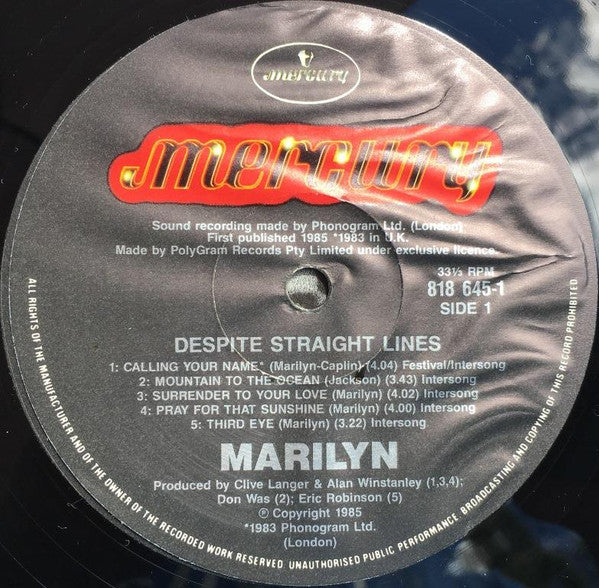 mercury
mercury
Sound recording made by Phonogram Ltd. (London)
First published 1985 *1983 in U.K.
Made by PolyGram Records Pty Limited under exclusive licence
33⅓ RPM
818 645-1
SIDE 1
DESPITE STRAIGHT LINES
1: CALLING YOUR NAME* (Marilyn-Caplin) (4.04) Festival/Intersong
2: MOUNTAIN TO THE OCEAN (Jackson) (3.43) Intersong
3: SURRENDER TO YOUR LOVE (Marilyn) (4.02) Intersong
4: PRAY FOR THAT SUNSHINE (Marilyn) (4.00) Intersong
5: THIRD EYE (Marilyn) (3.22) Intersong
MARILYN
Produced by Clive Langer & Alan Winstanley (1,3,4);
Don Was (2); Eric Robinson (5)
℗ Copyright 1985
*1983 Phonogram Ltd.
(London)
ALL RIGHTS OF THE MANUFACTURER AND OF THE OWNER OF THE RECORDED WORK RESERVED. UNAUTHORISED PUBLIC PERFORMANCE, BROADCASTING AND COPYING OF THIS RECORD PROHIBITED